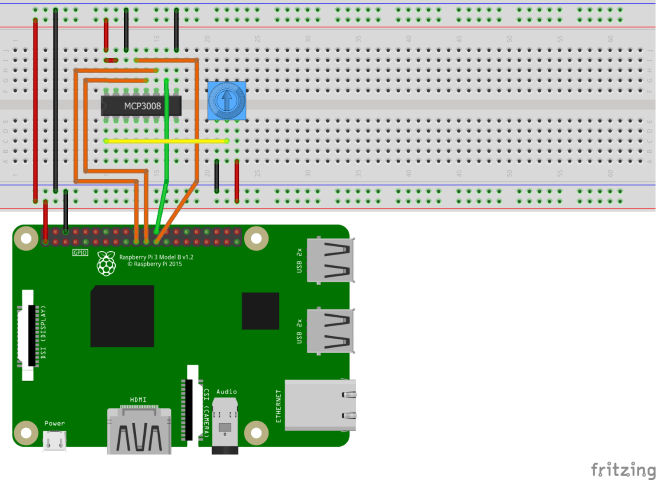 MCP3008
GPIO
Raspberry Pi 3 Model B v1.2
© Raspberry Pi 2015
USB 2x
DSI (DISPLAY)
USB 2x
HDMI
CSI (CAMERA)
Audio
ETHERNET
Power
fritzing